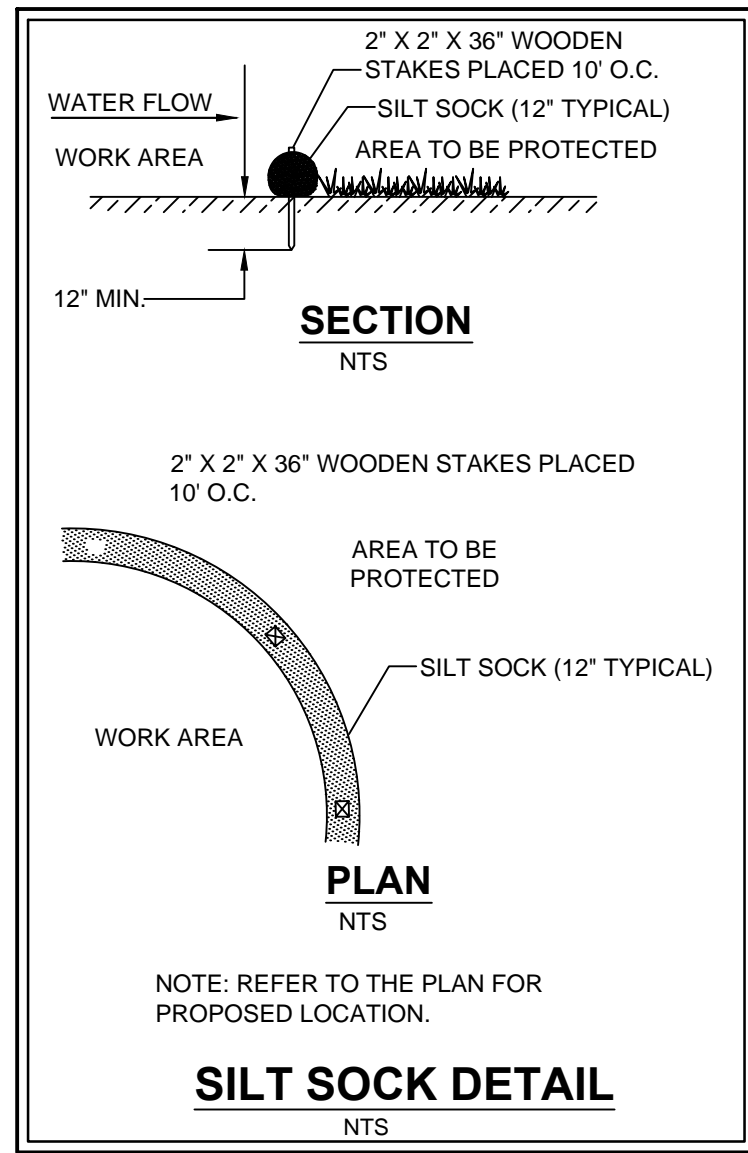 2" X 2" X 36" WOODEN
STAKES PLACED 10' O.C.
WATER FLOW
SILT SOCK (12" TYPICAL)
WORK AREA
AREA TO BE PROTECTED
12" MIN.
SECTION
NTS
2" X 2" X 36" WOODEN STAKES PLACED
10' O.C.
AREA TO BE
PROTECTED
SILT SOCK (12" TYPICAL)
WORK AREA
PLAN
NTS
NOTE: REFER TO THE PLAN FOR
PROPOSED LOCATION.
SILT SOCK DETAIL
NTS